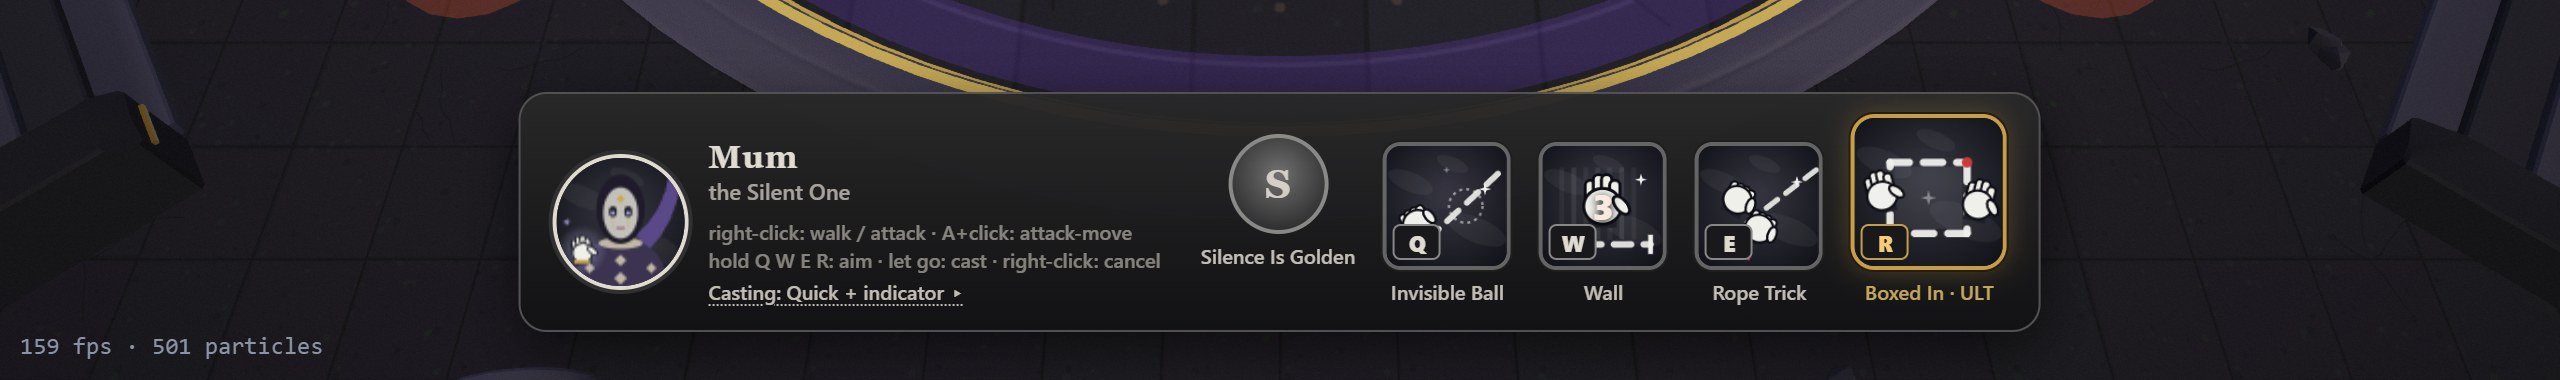 Mum
the Silent One
right-click: walk / attack · A+click: attack-move
hold Q W E R: aim · let go: cast · right-click: cancel
Casting: Quick + indicator ▸
S
Silence Is Golden
Q
Invisible Ball
3
W
Wall
E
Rope Trick
R
Boxed In · ULT
159 fps · 501 particles